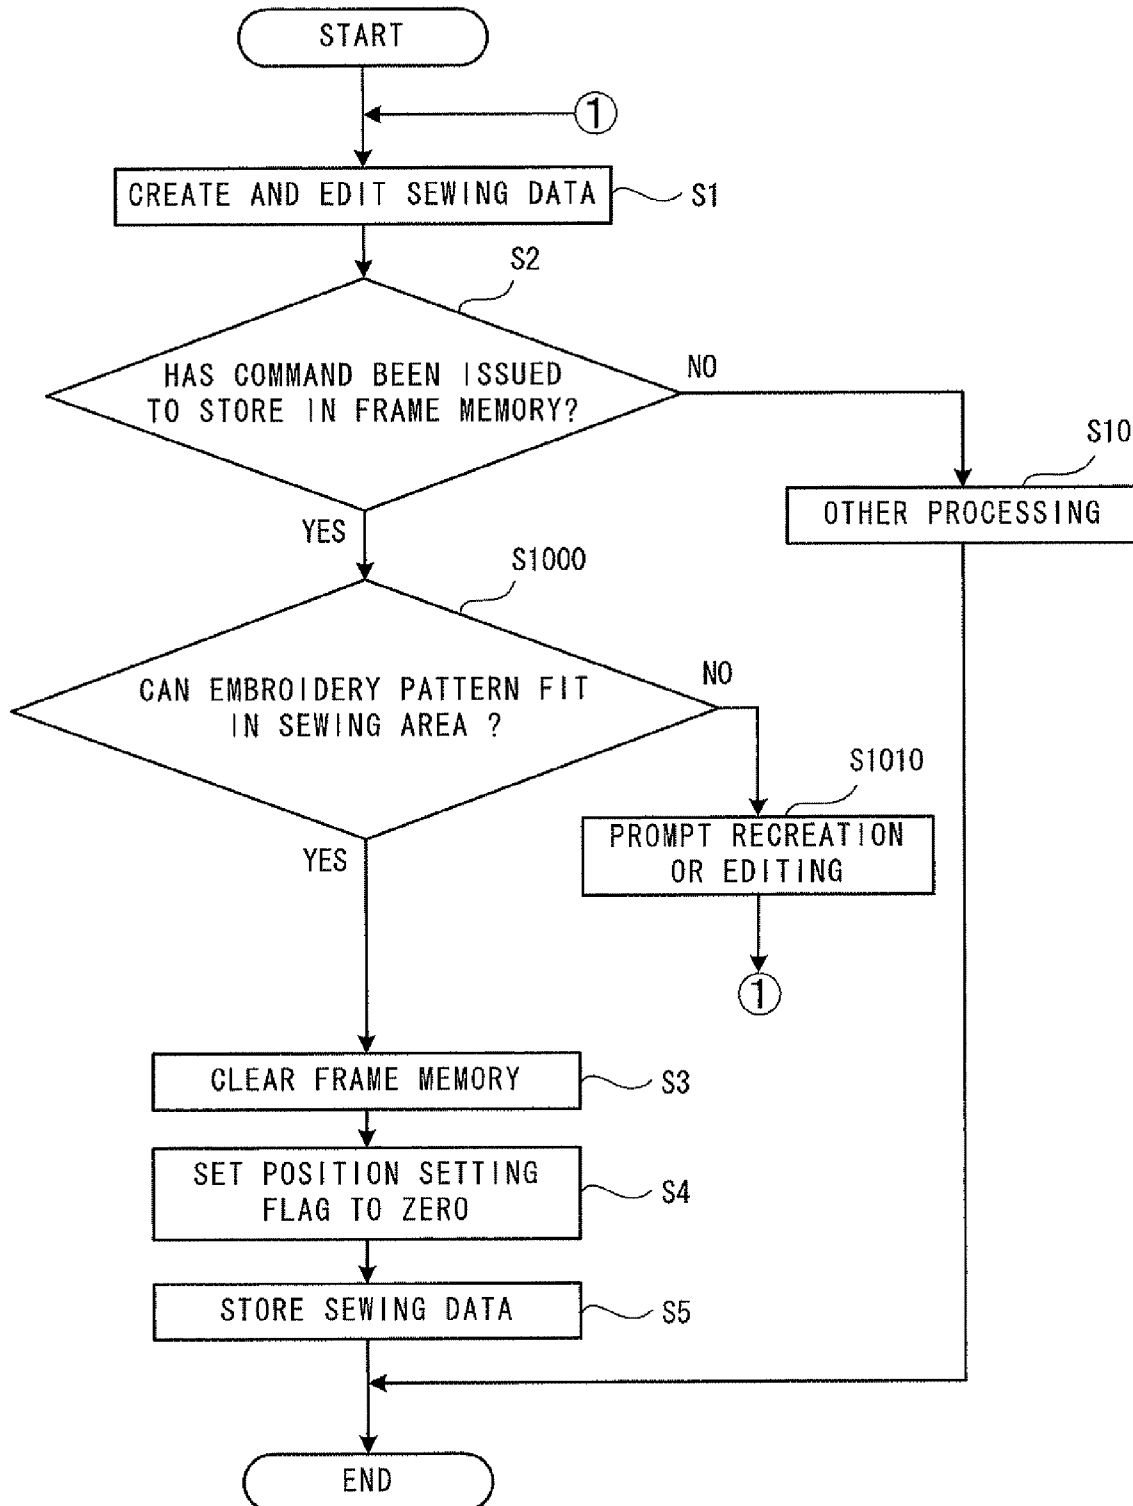 START
1
CREATE AND EDIT SEWING DATA
S1
S2
HAS COMMAND BEEN ISSUED
TO STORE IN FRAME MEMORY?
NO
S10
OTHER PROCESSING
YES
S1000
CAN EMBROIDERY PATTERN FIT
IN SEWING AREA ?
NO
S1010
PROMPT RECREATION
OR EDITING
YES
1
CLEAR FRAME MEMORY
S3
SET POSITION SETTING
FLAG TO ZERO
S4
STORE SEWING DATA
S5
END